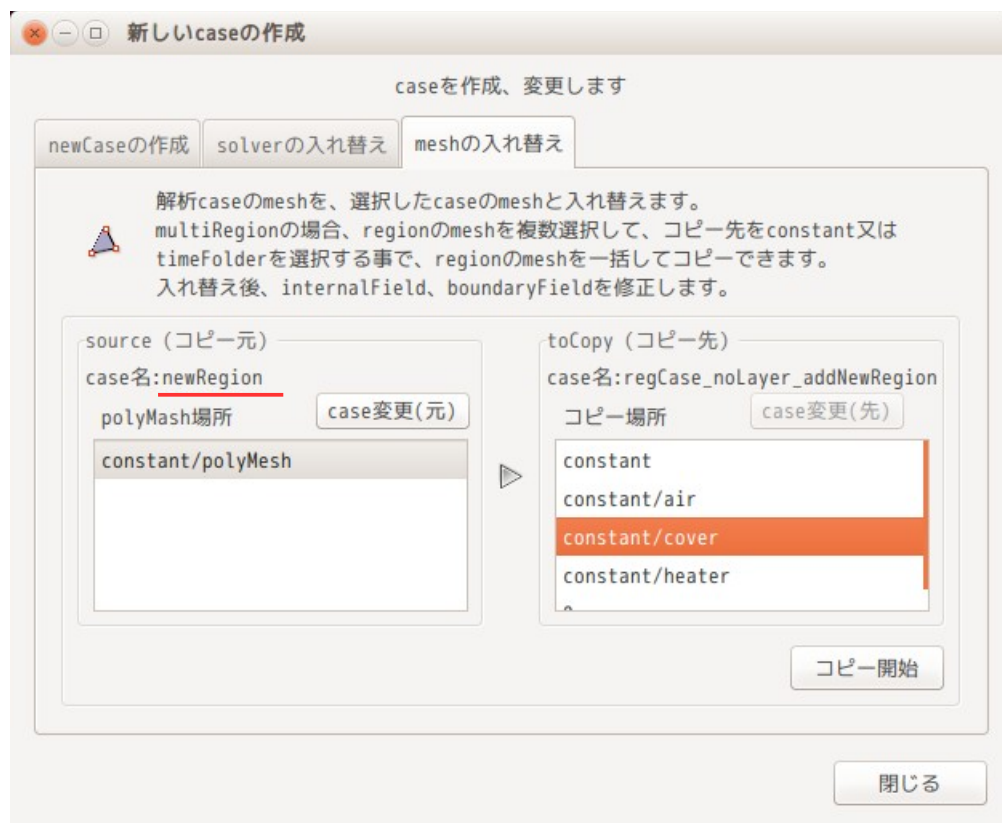 新しいcaseの作成
caseを作成、変更します
newCaseの作成 solverの入れ替え meshの入れ替え
解析caseのmeshを、選択したcaseのmeshと入れ替えます。
multiRegionの場合、regionのmeshを複数選択して、コピー先をconstant又は
timeFolderを選択する事で、regionのmeshを一括してコピーできます。
入れ替え後、internalField、boundaryFieldを修正します。
source (コピー元)
case名:newRegion
polyMash場所 case変更(元)
constant/polyMesh
toCopy (コピー先)
case名:regCase_noLayer_addNewRegion
コピー場所 case変更(先)
constant
constant/air
constant/cover
constant/heater
コピー開始
閉じる